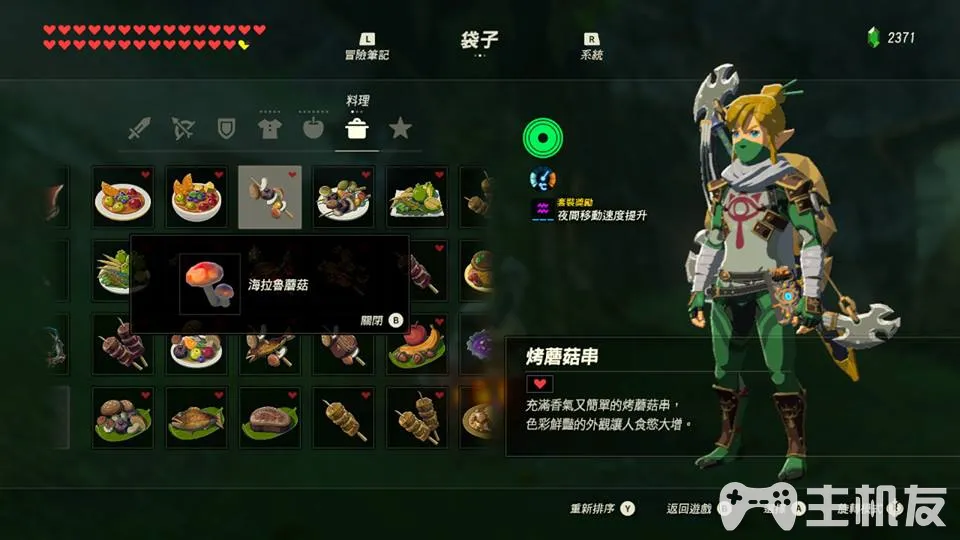 L
冒險筆記
袋子
R
系統
2371
料理
套裝獎勵
夜間移動速度提升
海拉魯蘑菇
關閉 B
烤蘑菇串
充滿香氣又簡單的烤蘑菇串，
色彩鮮豔的外觀讓人食慾大增。
重新排序 Y
返回遊戲
主机友